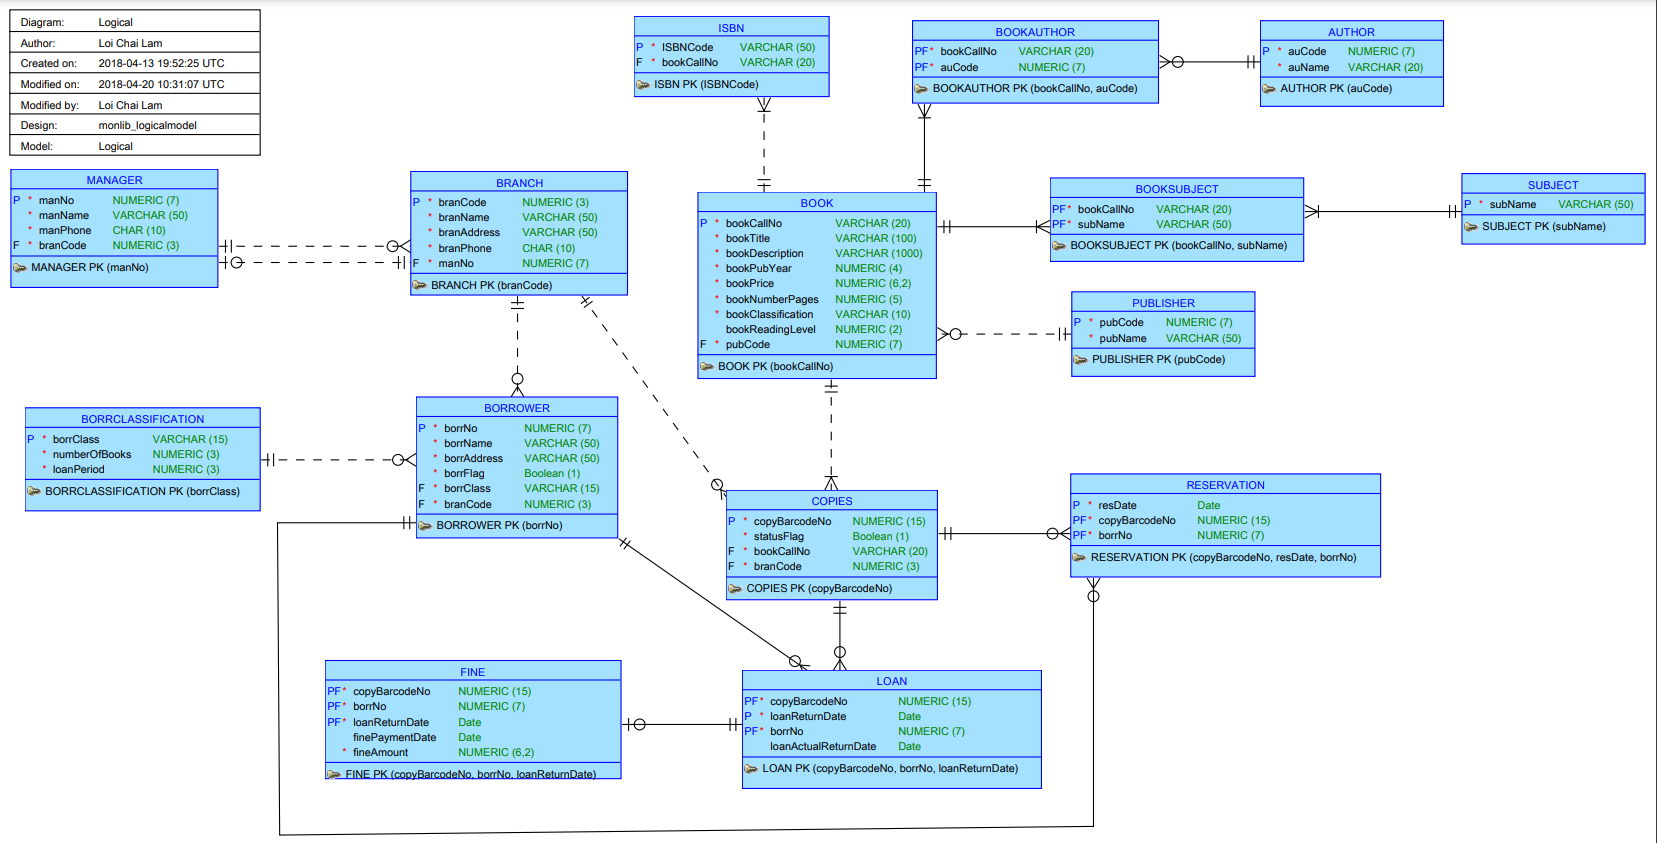 Diagram: Logical
Author: Loi Chai Lam
Created on: 2018-04-13 19:52:25 UTC
Modified on: 2018-04-20 10:31:07 UTC
Modified by: Loi Chai Lam
Design: monlib_logicalmodel
Model: Logical
ISBN
P * ISBNCode VARCHAR (50)
F * bookCallNo VARCHAR (20)
ISBN PK (ISBNCode)
BOOKAUTHOR
PF* bookCallNo VARCHAR (20)
PF* auCode NUMERIC (7)
BOOKAUTHOR PK (bookCallNo, auCode)
AUTHOR
P * auCode NUMERIC (7)
* auName VARCHAR (20)
AUTHOR PK (auCode)
MANAGER
P * manNo NUMERIC (7)
* manName VARCHAR (50)
* manPhone CHAR (10)
F * branCode NUMERIC (3)
MANAGER PK (manNo)
BRANCH
P * branCode NUMERIC (3)
* branName VARCHAR (50)
* branAddress VARCHAR (50)
* branPhone CHAR (10)
F * manNo NUMERIC (7)
BRANCH PK (branCode)
BOOK
P * bookCallNo VARCHAR (20)
* bookTitle VARCHAR (100)
* bookDescription VARCHAR (1000)
* bookPubYear NUMERIC (4)
* bookPrice NUMERIC (6,2)
* bookNumberPages NUMERIC (5)
* bookClassification VARCHAR (10)
bookReadingLevel NUMERIC (2)
F * pubCode NUMERIC (7)
BOOK PK (bookCallNo)
BOOKSUBJECT
PF* bookCallNo VARCHAR (20)
PF* subName VARCHAR (50)
BOOKSUBJECT PK (bookCallNo, subName)
SUBJECT
P * subName VARCHAR (50)
SUBJECT PK (subName)
PUBLISHER
P * pubCode NUMERIC (7)
* pubName VARCHAR (50)
PUBLISHER PK (pubCode)
BORRCLASSIFICATION
P * borrClass VARCHAR (15)
* numberOfBooks NUMERIC (3)
* loanPeriod NUMERIC (3)
BORRCLASSIFICATION PK (borrClass)
BORROWER
P * borrNo NUMERIC (7)
* borrName VARCHAR (50)
* borrAddress VARCHAR (50)
* borrFlag Boolean (1)
F * borrClass VARCHAR (15)
F * branCode NUMERIC (3)
BORROWER PK (borrNo)
COPIES
P * copyBarcodeNo NUMERIC (15)
* statusFlag Boolean (1)
F * bookCallNo VARCHAR (20)
F * branCode NUMERIC (3)
COPIES PK (copyBarcodeNo)
RESERVATION
P * resDate Date
PF* copyBarcodeNo NUMERIC (15)
PF* borrNo NUMERIC (7)
RESERVATION PK (copyBarcodeNo, resDate, borrNo)
FINE
PF* copyBarcodeNo NUMERIC (15)
PF* borrNo NUMERIC (7)
PF* loanReturnDate Date
finePaymentDate Date
* fineAmount NUMERIC (6,2)
FINE PK (copyBarcodeNo, borrNo, loanReturnDate)
LOAN
PF* copyBarcodeNo NUMERIC (15)
P * loanReturnDate Date
PF* borrNo NUMERIC (7)
loanActualReturnDate Date
LOAN PK (copyBarcodeNo, borrNo, loanReturnDate)